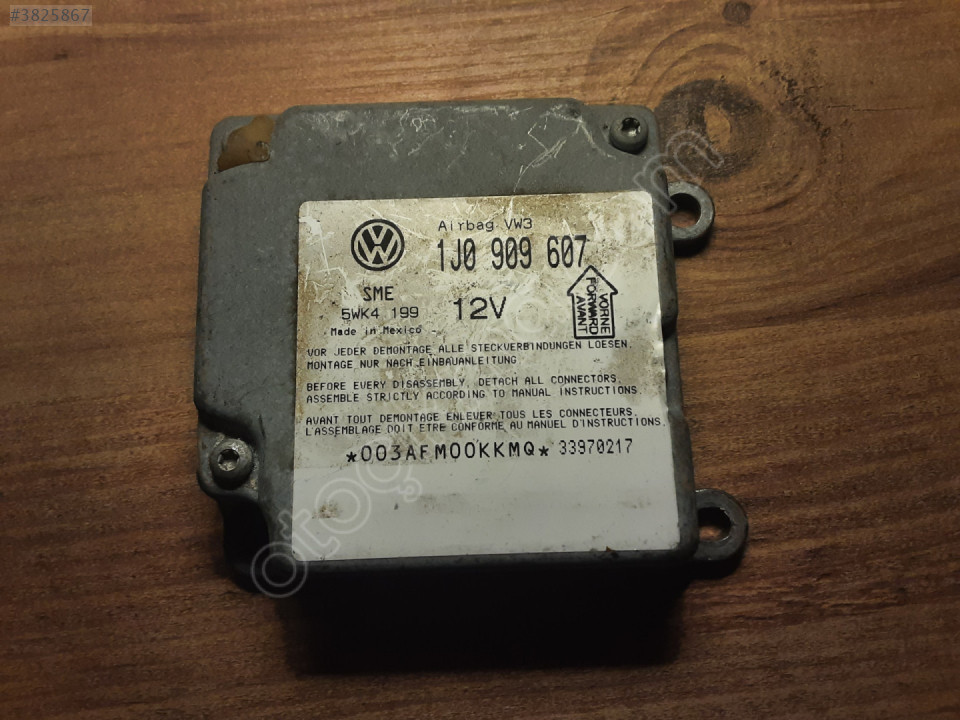 #3825867
Airbag VW3
1J0 909 607
SME
5WK4 199
12V
Made in Mexico
VORNE
FORWARD
AVANT
VOR JEDER DEMONTAGE ALLE STECKVERBINDUNGEN LOESEN.
MONTAGE NUR NACH EINBAUANLEITUNG
BEFORE EVERY DISASSEMBLY, DETACH ALL CONNECTORS.
ASSEMBLE STRICTLY ACCORDING TO MANUAL INSTRUCTIONS.
AVANT TOUT DEMONTAGE ENLEVER TOUS LES CONNECTEURS.
L'ASSEMBLAGE DOIT ETRE CONFORME AU MANUEL D'INSTRUCTIONS.
*003AFM00KKMQ* 33970217